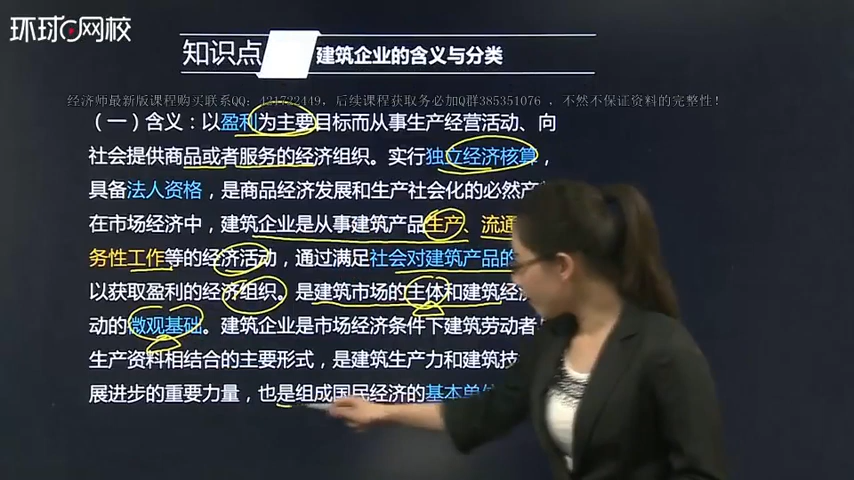 环球网校
知识点 建筑企业的含义与分类
经济师最新版课程购买联系QQ：421722449，后续课程获取务必加Q群385351076 ，不然不保证资料的完整性！
（一）含义：以盈利为主要目标而从事生产经营活动、向
社会提供商品或者服务的经济组织。实行独立经济核算，
具备法人资格，是商品经济发展和生产社会化的必然产
在市场经济中，建筑企业是从事建筑产品生产、流通
务性工作等的经济活动，通过满足社会对建筑产品的
以获取盈利的经济组织。是建筑市场的主体和建筑经
动的微观基础。建筑企业是市场经济条件下建筑劳动者
生产资料相结合的主要形式，是建筑生产力和建筑技
展进步的重要力量，也是组成国民经济的基本单